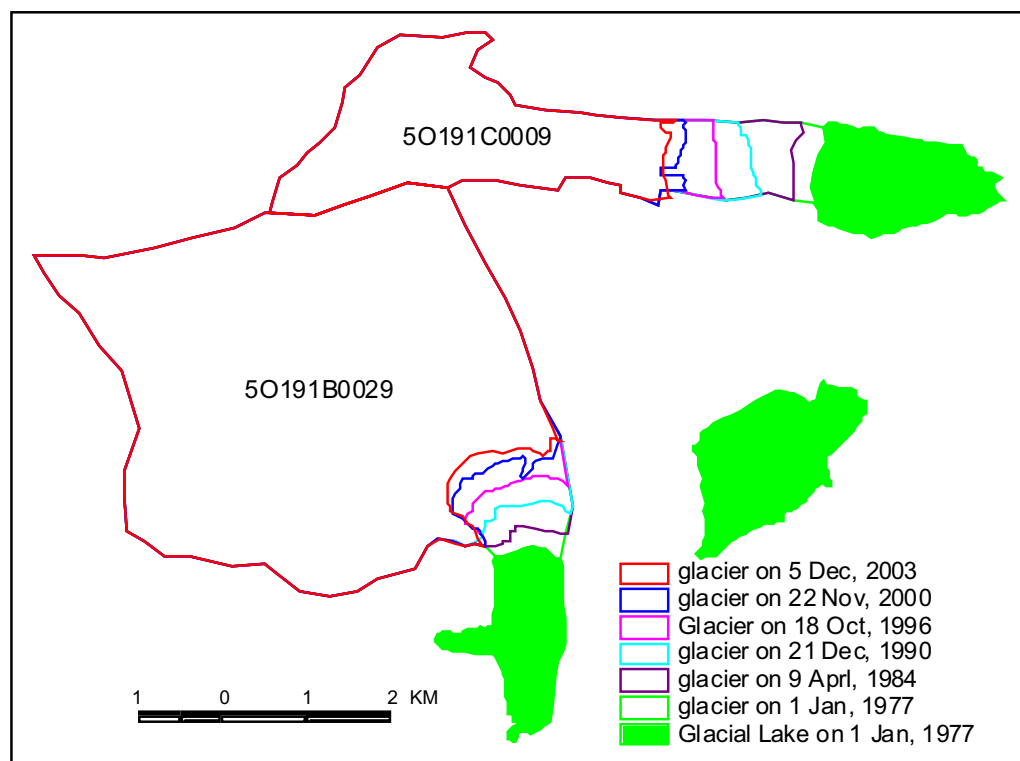 5O191C0009
5O191B0029
glacier on 5 Dec, 2003
glacier on 22 Nov, 2000
Glacier on 18 Oct, 1996
glacier on 21 Dec, 1990
glacier on 9 Aprl, 1984
glacier on 1 Jan, 1977
Glacial Lake on 1 Jan, 1977
1 0 1 2 KM